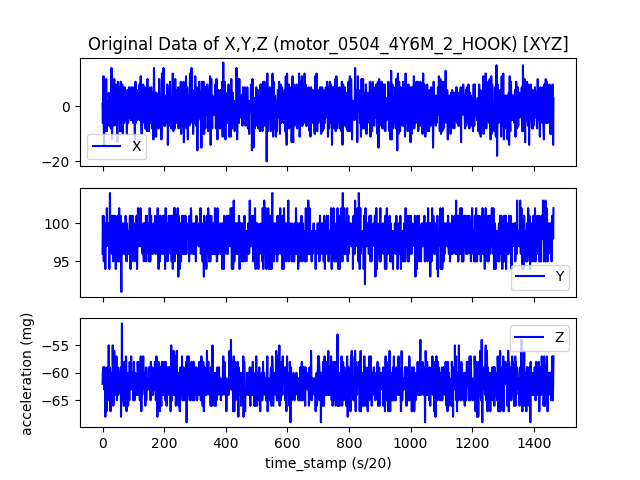 Original Data of X,Y,Z (motor_0504_4Y6M_2_HOOK) [XYZ]
0
−20
X
100
95
Y
acceleration (mg)
−55
−60
−65
Z
0 200 400 600 800 1000 1200 1400
time_stamp (s/20)